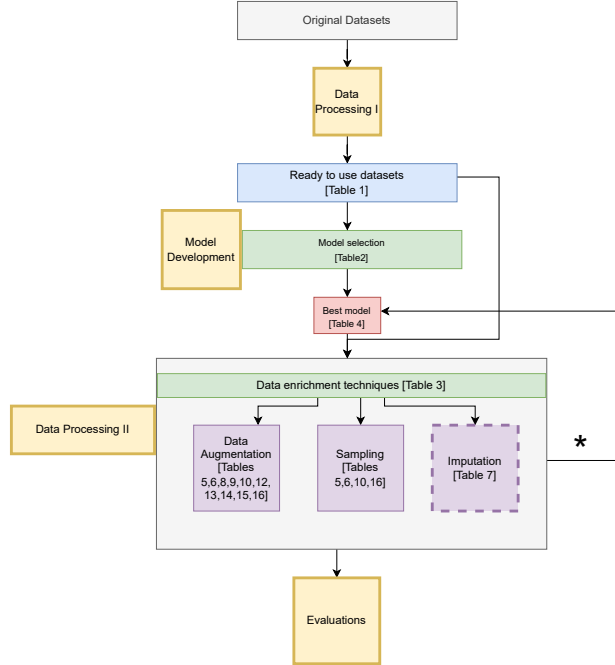 Original Datasets
Data
Processing I
Ready to use datasets
[Table 1]
Model
Development
Model selection
[Table2]
Best model
[Table 4]
Data enrichment techniques [Table 3]
Data Processing II
Data
Augmentation
[Tables
5,6,8,9,10,12,
13,14,15,16]
Sampling
[Tables
5,6,10,16]
Imputation
[Table 7]
*
Evaluations